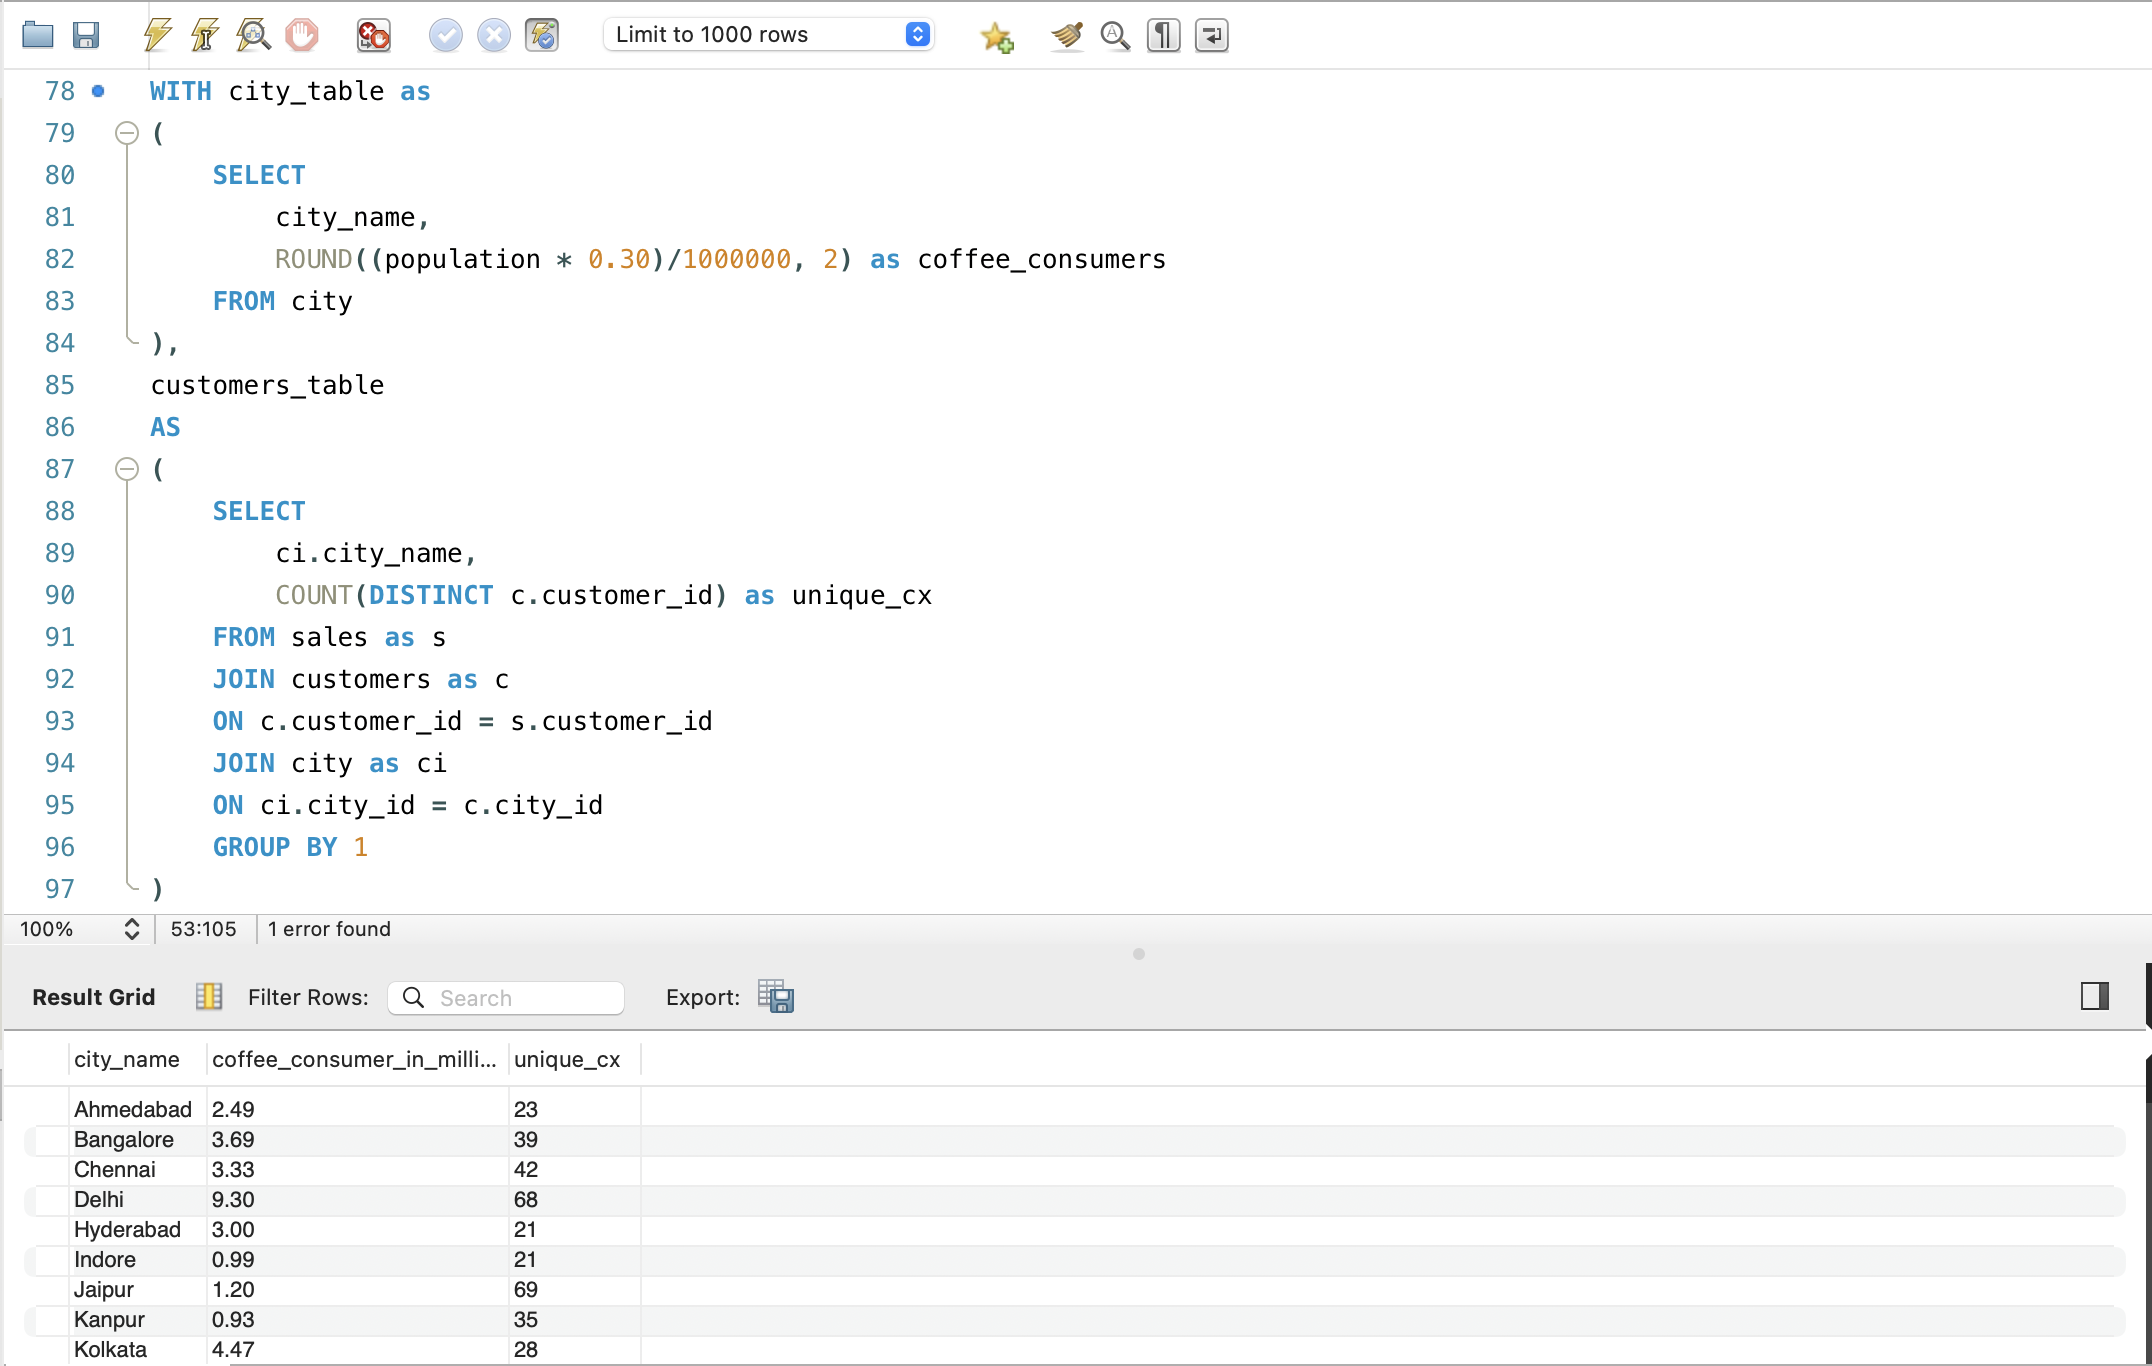 Limit to 1000 rows
78 WITH city_table as
79 (
80 SELECT
81 city_name,
82 ROUND((population * 0.30)/1000000, 2) as coffee_consumers
83 FROM city
84 ),
85 customers_table
86 AS
87 (
88 SELECT
89 ci.city_name,
90 COUNT(DISTINCT c.customer_id) as unique_cx
91 FROM sales as s
92 JOIN customers as c
93 ON c.customer_id = s.customer_id
94 JOIN city as ci
95 ON ci.city_id = c.city_id
96 GROUP BY 1
97 )
100% 53:105 1 error found
Result Grid Filter Rows: Search Export:
city_name coffee_consumer_in_milli... unique_cx
Ahmedabad 2.49 23
Bangalore 3.69 39
Chennai 3.33 42
Delhi 9.30 68
Hyderabad 3.00 21
Indore 0.99 21
Jaipur 1.20 69
Kanpur 0.93 35
Kolkata 4.47 28